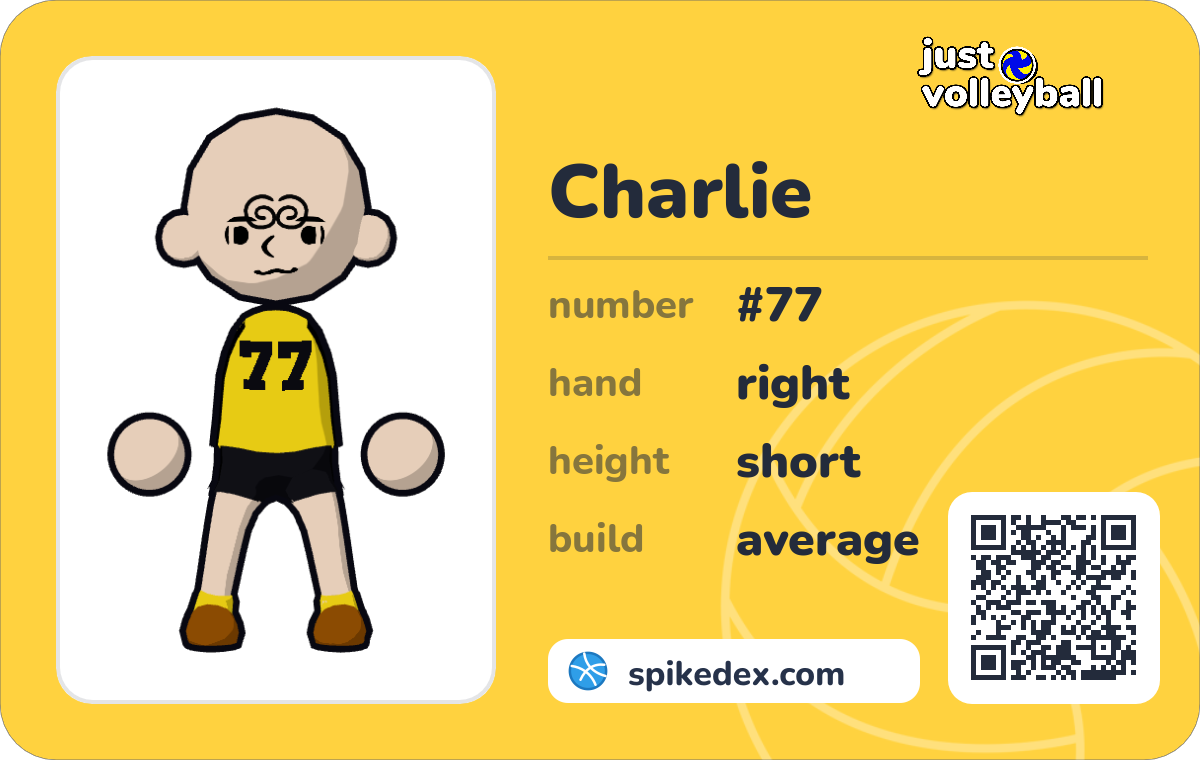 just
volleyball
Charlie
number #77
hand right
height short
build average
77
spikedex.com